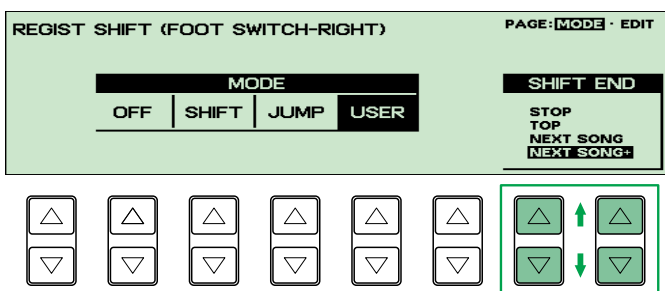 REGIST SHIFT (FOOT SWITCH-RIGHT)
PAGE: MODE · EDIT
MODE
OFF SHIFT JUMP USER
SHIFT END
STOP
TOP
NEXT SONG
NEXT SONG+